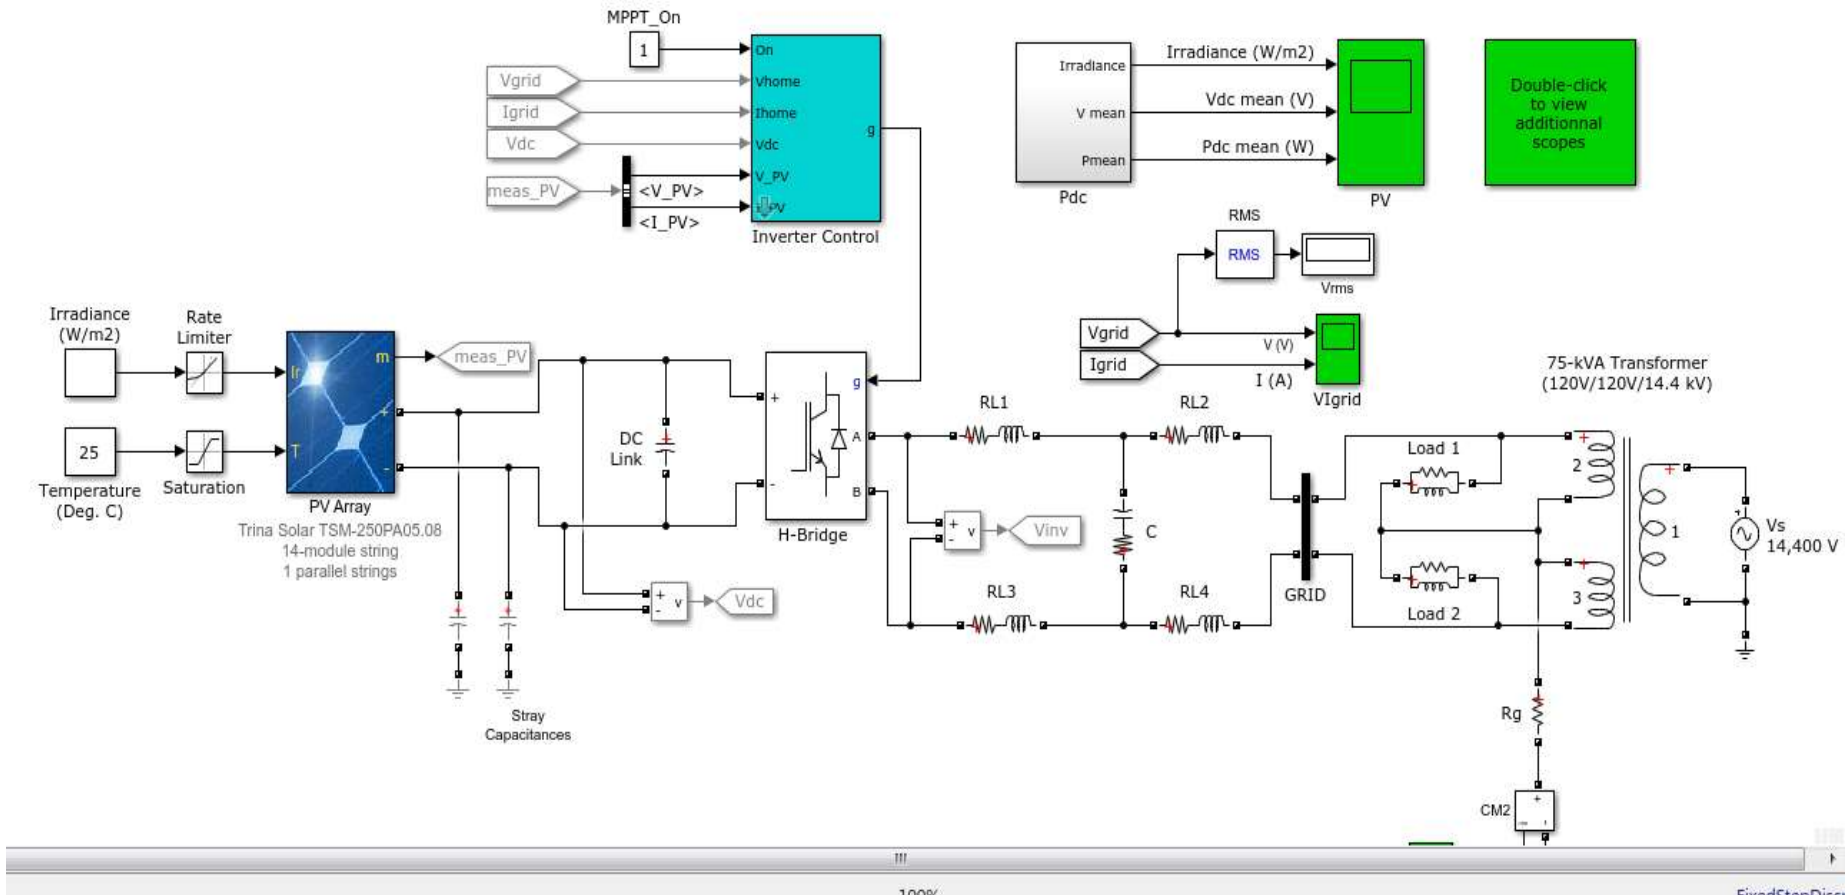 MPPT_On
1
On
Vgrid
Vhome
Igrid
Ihome
Vdc
Vdc
meas_PV
V_PV
<V_PV>
<I_PV>
g
Inverter Control
Irradiance
V mean
Pmean
Pdc
Irradiance (W/m2)
Vdc mean (V)
Pdc mean (W)
PV
Double-click
to view
additionnal
scopes
RMS
RMS
Vrms
Vgrid
Igrid
V (V)
I (A)
VIgrid
Irradiance
(W/m2)
Rate
Limiter
25
Temperature
(Deg. C)
Saturation
Ir
T
m
+
-
PV Array
Trina Solar TSM-250PA05.08
14-module string
1 parallel strings
meas_PV
DC
Link
+
-
g
A
B
H-Bridge
Stray
Capacitances
+
-
v
Vdc
+
-
v
Vinv
RL1
RL2
C
RL3
RL4
GRID
75-kVA Transformer
(120V/120V/14.4 kV)
Load 1
Load 2
2
3
1
Vs
14,400 V
Rg
CM2
+
100%